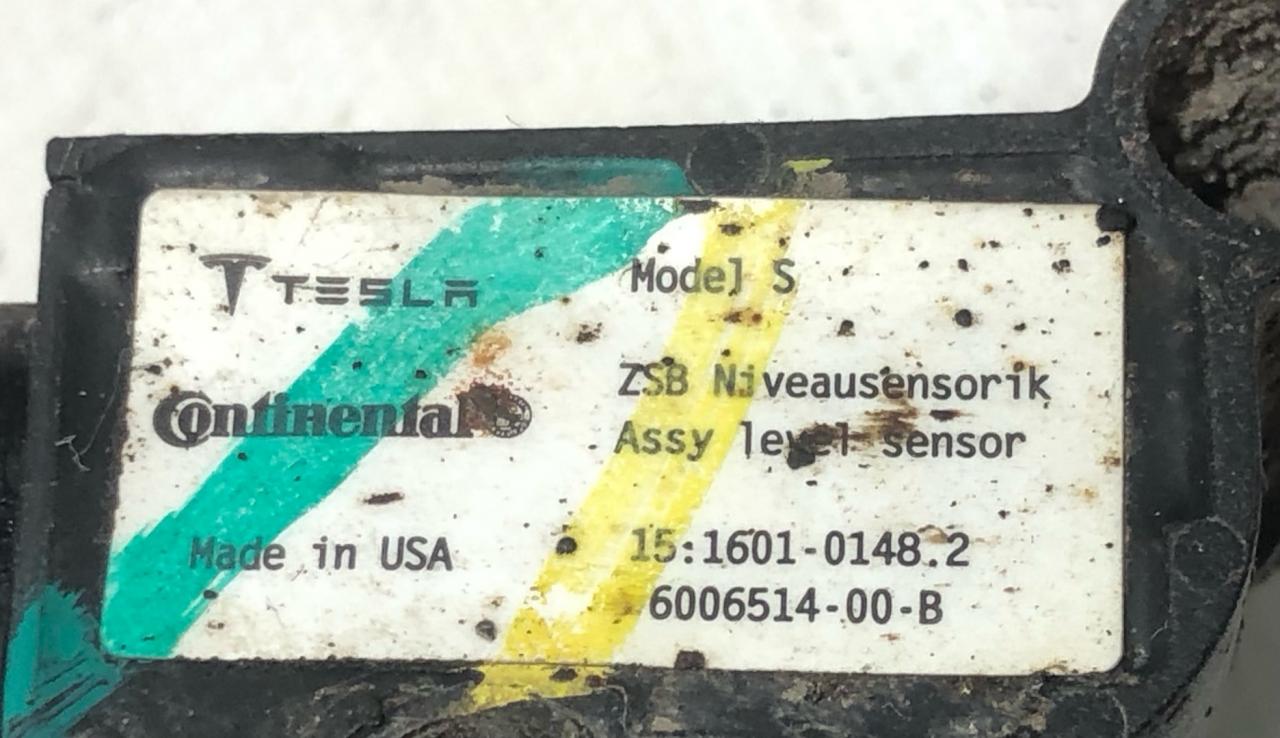 TESLA
Model S
Continental
ZSB Niveausensorik
Assy level sensor
Made in USA
15:1601-0148.2
6006514-00-B